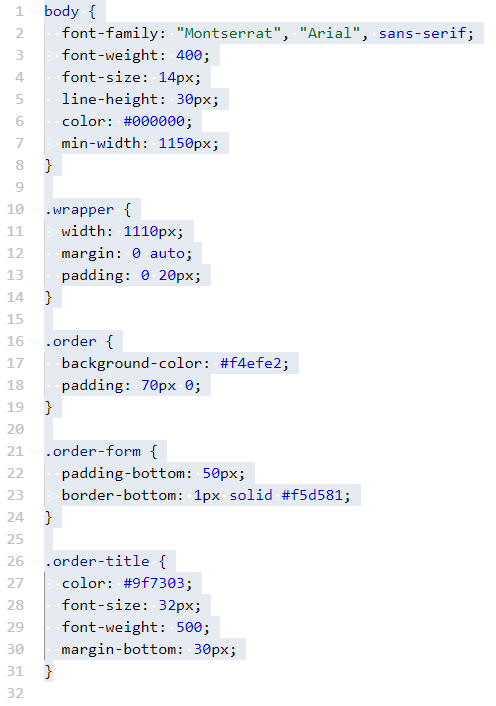 1 body {
2   font-family: "Montserrat", "Arial", sans-serif;
3   font-weight: 400;
4   font-size: 14px;
5   line-height: 30px;
6   color: #000000;
7   min-width: 1150px;
8 }
9
10 .wrapper {
11   width: 1110px;
12   margin: 0 auto;
13   padding: 0 20px;
14 }
15
16 .order {
17   background-color: #f4efe2;
18   padding: 70px 0;
19 }
20
21 .order-form {
22   padding-bottom: 50px;
23   border-bottom: 1px solid #f5d581;
24 }
25
26 .order-title {
27   color: #9f7303;
28   font-size: 32px;
29   font-weight: 500;
30   margin-bottom: 30px;
31 }
32